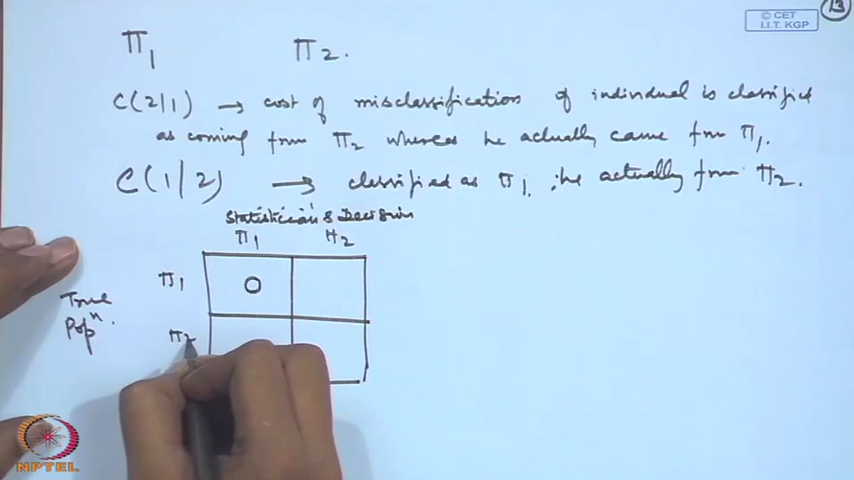 13
© CET
I.I.T. KGP
Π1 Π2.
C(2|1) → cost of misclassification of individual is classified
as coming from Π2 whereas he actually came from Π1.
C(1|2) → classified as Π1, he actually from Π2.
Statistician's Decision
Π1 Π2
Π1 0
True
Popn.
Π2
NPTEL